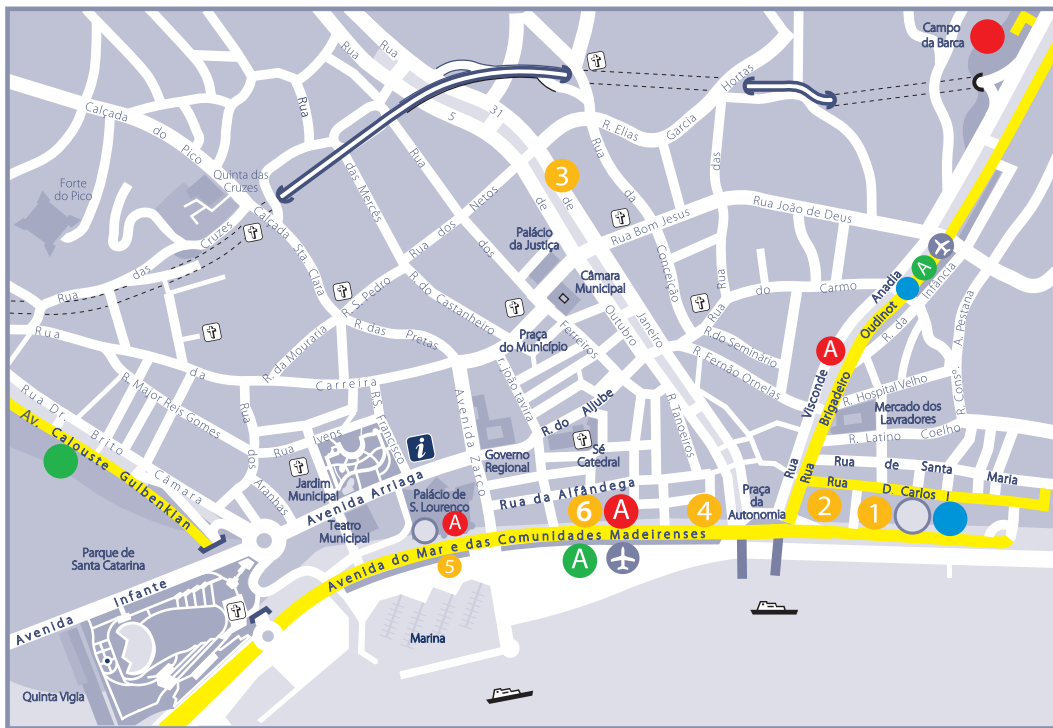 Campo
da Barca
Rua
Rua
Hortas
31
5
Calçada
do
Pico
Rua
R. Elias
Garcia
Rua
das
Rua
das Mercês
Quinta das
Cruzes
Forte
do Pico
3
da
de
de
Netos
dos
Rua
dos
Cruzes
das
Rua
Calçada
Sta. Clara
Rua João de Deus
Rua Bom Jesus
Palácio
da Justiça
Câmara
Municipal
Conceição
Rua
do
Carmo
Rua
A
Anadia
Oudinot
R. da
Infância
A. Pestana
R. Cons.
R. S. Pedro
R. do Castanheiro
Praça
do Município
Ferreiros
Outubro
Janeiro
R. da Mouraria
R. das Pretas
R. do Seminário
R. Fernão Ornelas
A
Visconde
Brigadeiro
Rua
Rua
Rua
da
Carreira
r. João Tavira
R. do Aljube
R. Major Reis Gomes
Rua Dr.
Brito
Câmara
Av. Calouste Gulbenkian
Rua
das
Aranhas
Rua
Ivens
R.S. Francisco
Avenida Zarco
R. Tanoeiros
R. Hospital Velho
Mercado dos
Lavradores
R. Latino
Coelho
i
Jardim
Municipal
Avenida Arriaga
Governo
Regional
Sé
Catedral
Rua de Santa
Maria
Rua
D. Carlos I
Rua da Alfândega
Palácio de
S. Lourenço
Teatro
Municipal
A
6
A
4
Praça
da
Autonomia
2
1
Avenida do Mar e das Comunidades Madeirenses
5
A
Parque de
Santa Catarina
Avenida
Infante
Marina
Quinta Vigia